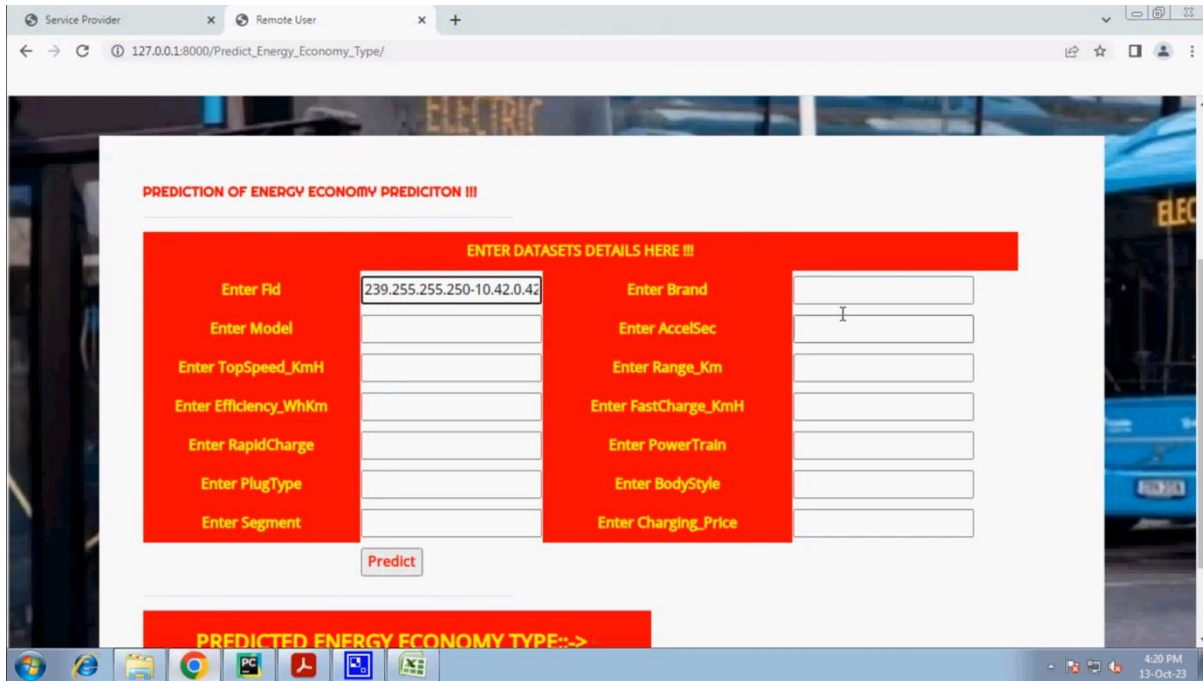 Service Provider
Remote User
127.0.0.1:8000/Predict_Energy_Economy_Type/
ELECTRIC
PREDICTION OF ENERGY ECONOMY PREDICITON !!!
ELEC
ENTER DATASETS DETAILS HERE !!!
Enter Fid 239.255.255.250-10.42.0.42 Enter Brand
Enter Model Enter AccelSec
Enter TopSpeed_KmH Enter Range_Km
Enter Efficiency_WhKm Enter FastCharge_KmH
Enter RapidCharge Enter PowerTrain
Enter PlugType Enter BodyStyle
Enter Segment Enter Charging_Price
Predict
PREDICTED ENERGY ECONOMY TYPE::->
PC
4:20 PM
13-Oct-23